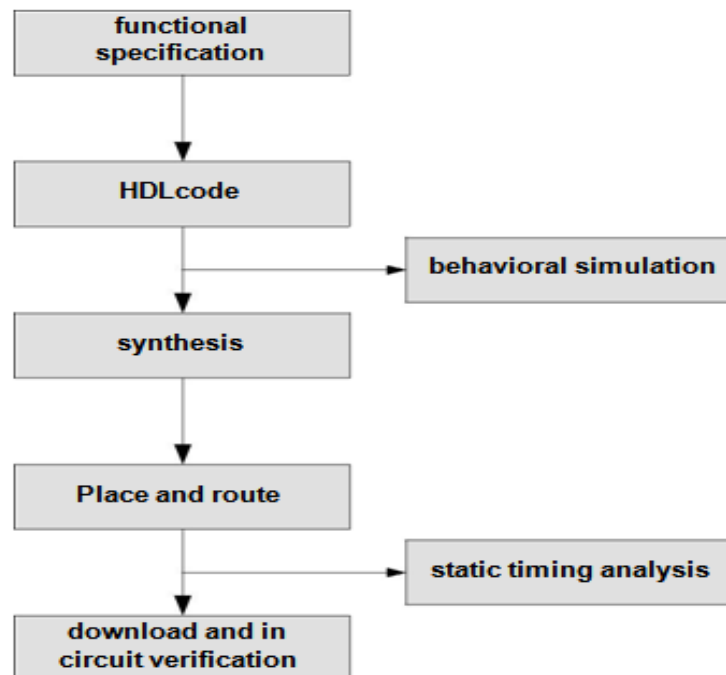 functional
specification
HDLcode
behavioral simulation
synthesis
Place and route
static timing analysis
download and in
circuit verification